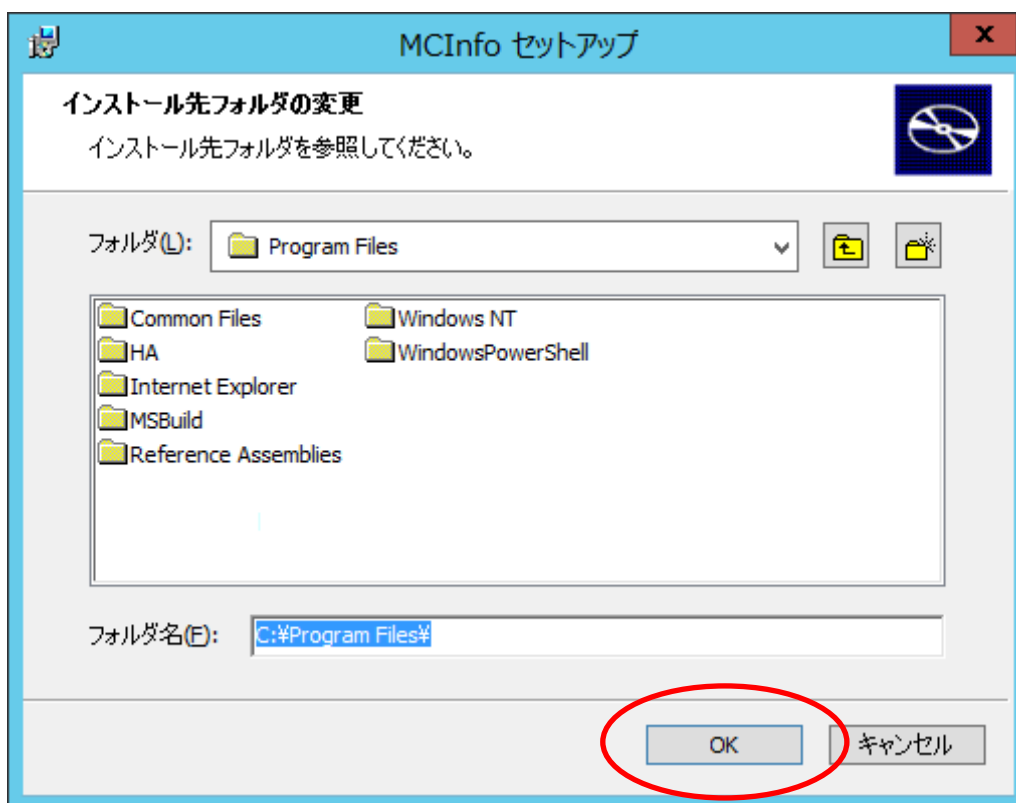 MCInfo セットアップ
x
インストール先フォルダの変更
インストール先フォルダを参照してください。
フォルダ(L):
Program Files
Common Files
HA
Internet Explorer
MSBuild
Reference Assemblies
Windows NT
WindowsPowerShell
フォルダ名(F):
C:¥Program Files¥
OK
キャンセル